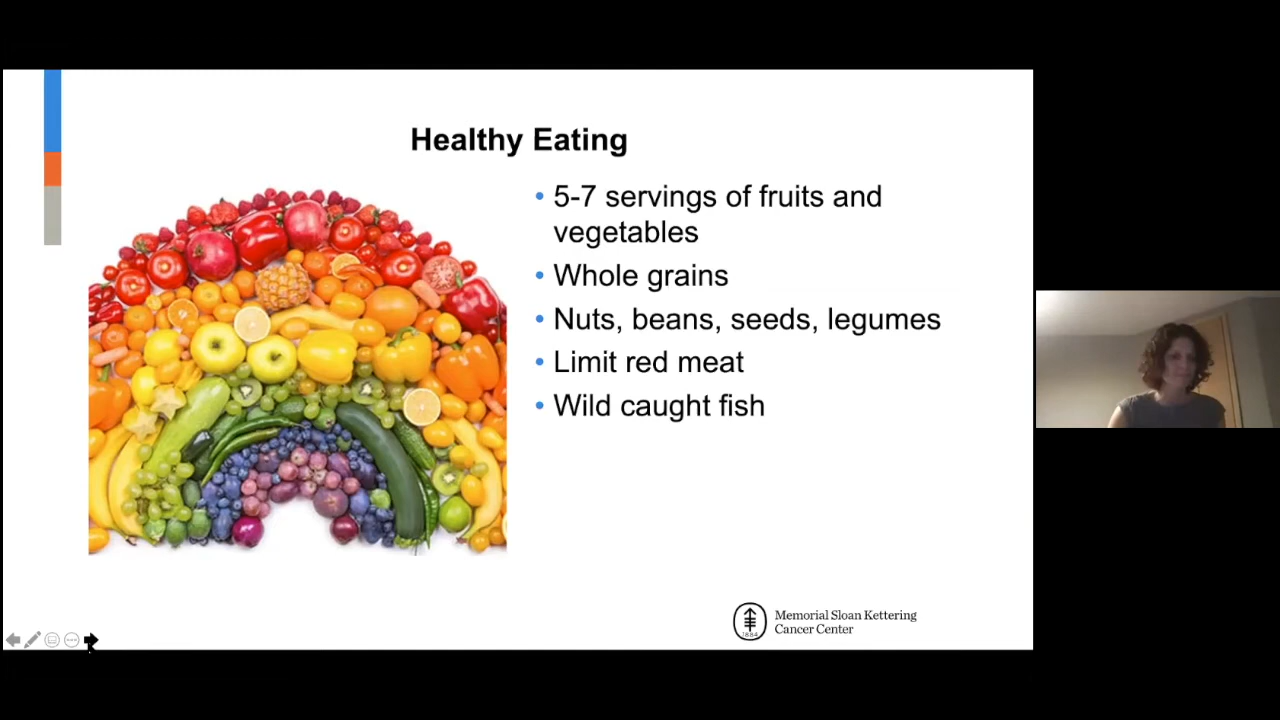 Healthy Eating
• 5-7 servings of fruits and
vegetables
• Whole grains
• Nuts, beans, seeds, legumes
• Limit red meat
• Wild caught fish
1884
Memorial Sloan Kettering
Cancer Center